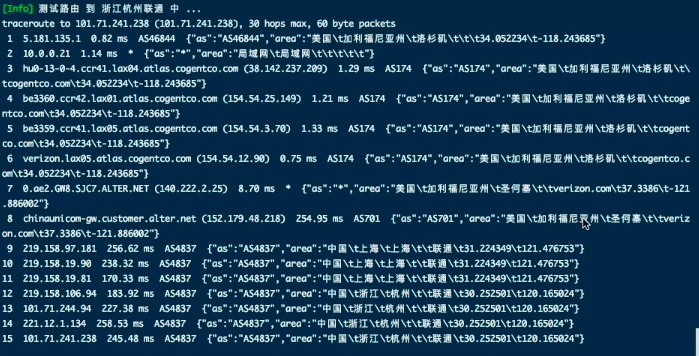 [Info] 测试路由 到 浙江杭州联通 中 ...
traceroute to 101.71.241.238 (101.71.241.238), 30 hops max, 60 byte packets
1 5.181.135.1 0.82 ms AS46844 {"as":"AS46844","area":"美国\t加利福尼亚州\t洛杉矶\t\t\t34.052234\t-118.243685"}
2 10.0.0.21 1.14 ms * {"as":"*","area":"局域网\t局域网\t\t\t\t\t"}
3 hu0-13-0-4.ccr41.lax04.atlas.cogentco.com (38.142.237.209) 1.29 ms AS174 {"as":"AS174","area":"美国\t加利福尼亚州\t洛杉矶\t\
tcogentco.com\t34.052234\t-118.243685"}
4 be3360.ccr42.lax01.atlas.cogentco.com (154.54.25.149) 1.21 ms AS174 {"as":"AS174","area":"美国\t加利福尼亚州\t洛杉矶\t\tcoge
ntco.com\t34.052234\t-118.243685"}
5 be3359.ccr41.lax05.atlas.cogentco.com (154.54.3.70) 1.33 ms AS174 {"as":"AS174","area":"美国\t加利福尼亚州\t洛杉矶\t\tcogent
co.com\t34.052234\t-118.243685"}
6 verizon.lax05.atlas.cogentco.com (154.54.12.90) 0.75 ms AS174 {"as":"AS174","area":"美国\t加利福尼亚州\t洛杉矶\t\tcogentco.c
om\t34.052234\t-118.243685"}
7 0.ae2.GW8.SJC7.ALTER.NET (140.222.2.25) 8.70 ms * {"as":"*","area":"美国\t加利福尼亚州\t圣何塞\t\tverizon.com\t37.3386\t-121
.886002"}
8 chinaunicom-gw.customer.alter.net (152.179.48.218) 254.95 ms AS701 {"as":"AS701","area":"美国\t加利福尼亚州\t圣何塞\t\tveriz
on.com\t37.3386\t-121.886002"}
9 219.158.97.181 256.62 ms AS4837 {"as":"AS4837","area":"中国\t上海\t上海\t\t联通\t31.224349\t121.476753"}
10 219.158.19.90 238.32 ms AS4837 {"as":"AS4837","area":"中国\t上海\t上海\t\t联通\t31.224349\t121.476753"}
11 219.158.19.81 170.33 ms AS4837 {"as":"AS4837","area":"中国\t上海\t上海\t\t联通\t31.224349\t121.476753"}
12 219.158.106.94 183.92 ms AS4837 {"as":"AS4837","area":"中国\t浙江\t杭州\t\t联通\t30.252501\t120.165024"}
13 101.71.244.94 227.38 ms AS4837 {"as":"AS4837","area":"中国\t浙江\t杭州\t\t联通\t30.252501\t120.165024"}
14 221.12.1.134 258.53 ms AS4837 {"as":"AS4837","area":"中国\t浙江\t杭州\t\t联通\t30.252501\t120.165024"}
15 101.71.241.238 245.48 ms AS4837 {"as":"AS4837","area":"中国\t浙江\t杭州\t\t联通\t30.252501\t120.165024"}